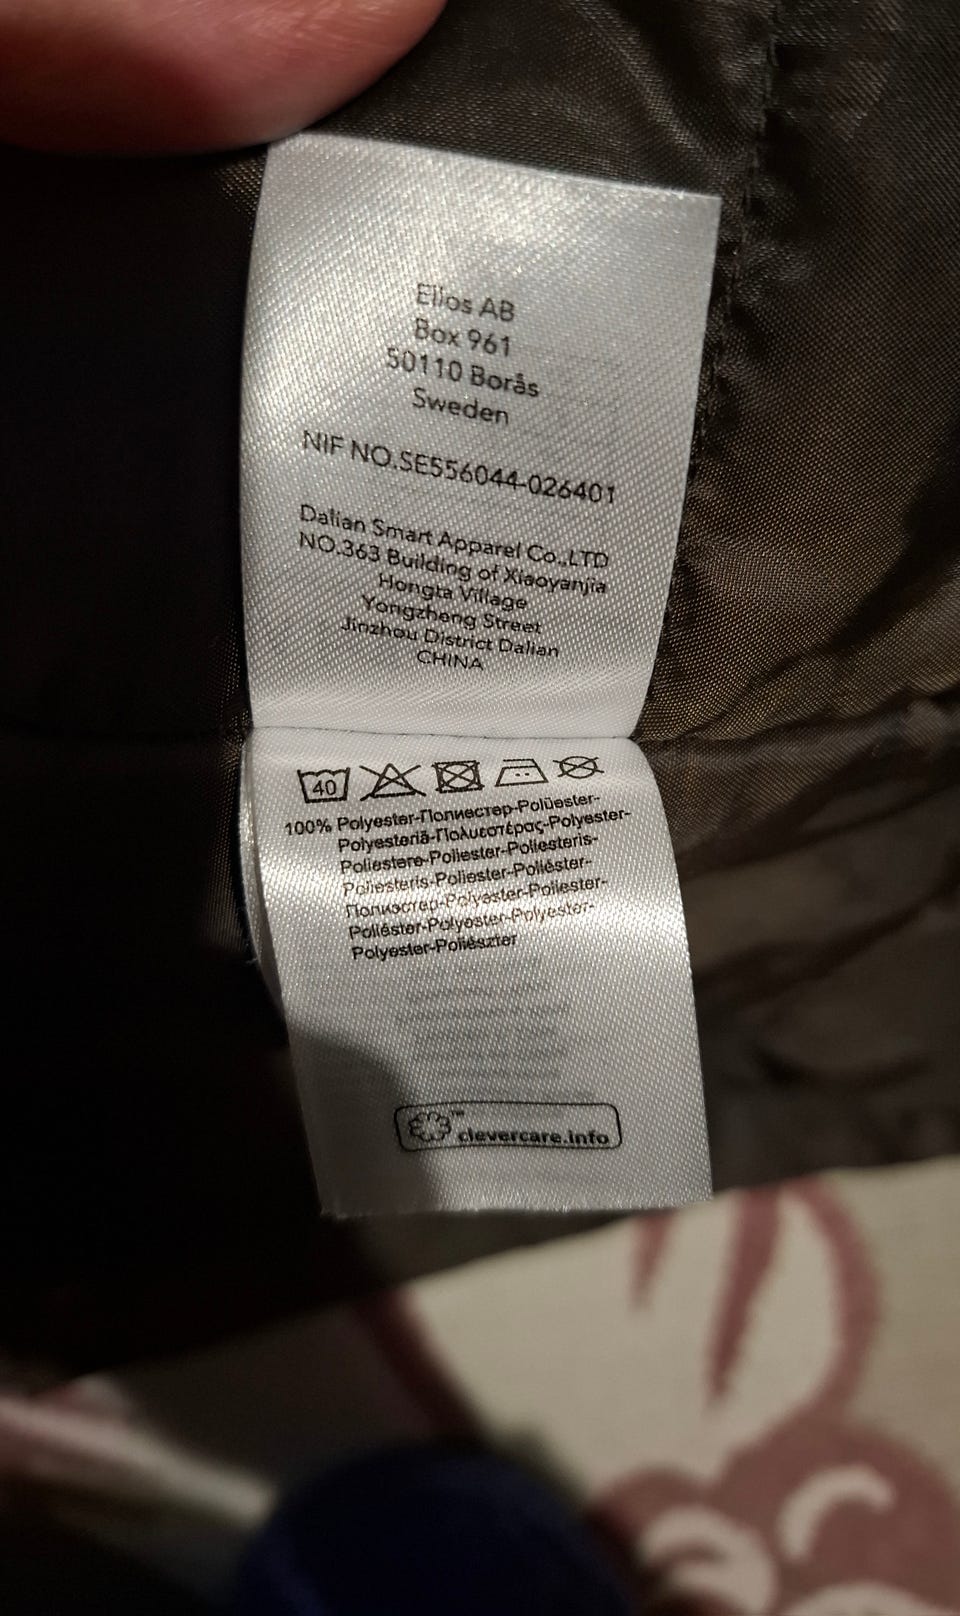 Ellos AB
Box 961
50110 Borås
Sweden
NIF NO.SE556044-026401
Dalian Smart Apparel Co.,LTD
NO.363 Building of Xiaoyanjia
Hongta Village
Yongzheng Street
Jinzhou District Dalian
CHINA
40
100% Polyester-Полиестер-Polüester-
Polyesteriä-Πολυεστέρας-Polyester-
Poliestere-Poliester-Poliesteris-
Poliesteris-Poliester-Poliéster-
Полиэстер-Polyester-Poliester-
Poliéster-Polyester-Polyester-
Polyester-Poliészter
™
clevercare.info